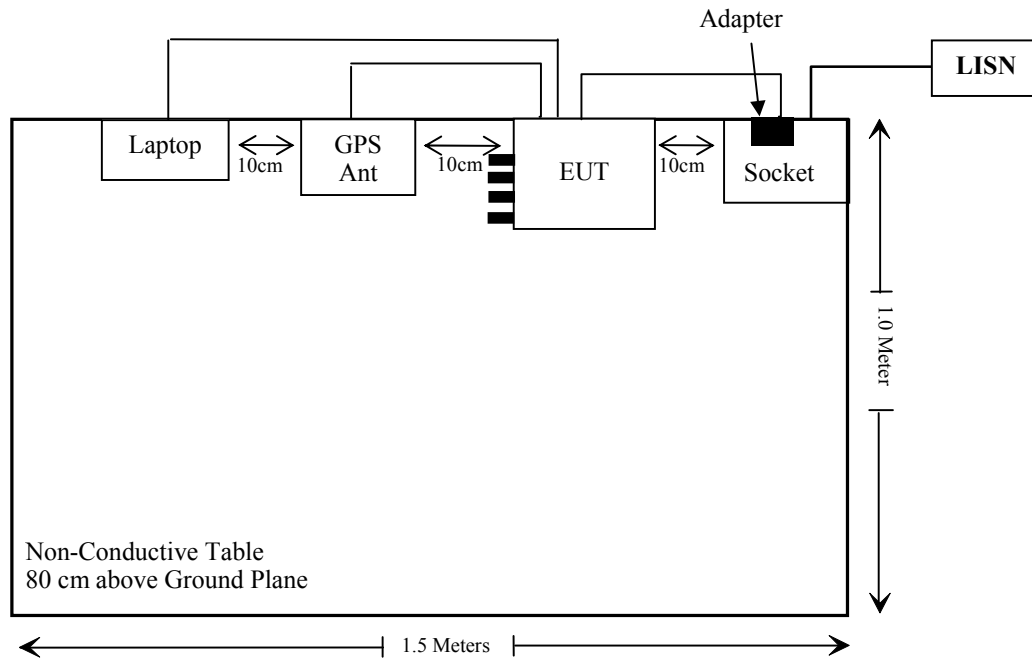 Adapter
LISN
Laptop
GPS
Ant
EUT
Socket
10cm
10cm
10cm
1.0 Meter
Non-Conductive Table
80 cm above Ground Plane
1.5 Meters